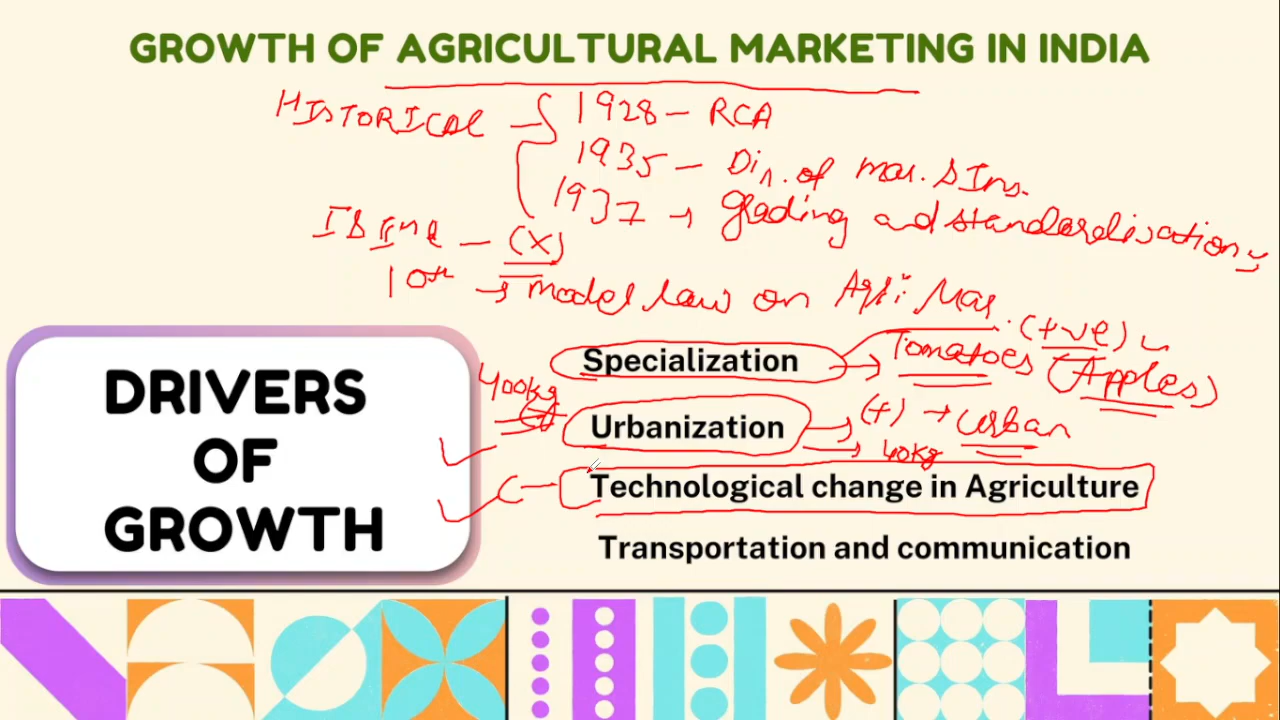 GROWTH OF AGRICULTURAL MARKETING IN INDIA
HISTORICAL - 1928 - RCA
1935 - Dir. of Mar. & Ins.
1937 → Grading and standardisation
(X)
10th → model law on Agri. Mar.
Specialization → Tomatoes (Apples) (+ve)
400kg
Urbanization → (+) → Urban
→ 40kg
Technological change in Agriculture
Transportation and communication
DRIVERS
OF
GROWTH